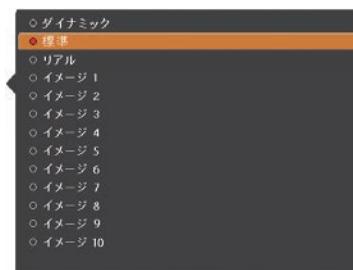 ダイナミック
標準
リアル
イメージ 1
イメージ 2
イメージ 3
イメージ 4
イメージ 5
イメージ 6
イメージ 7
イメージ 8
イメージ 9
イメージ 10